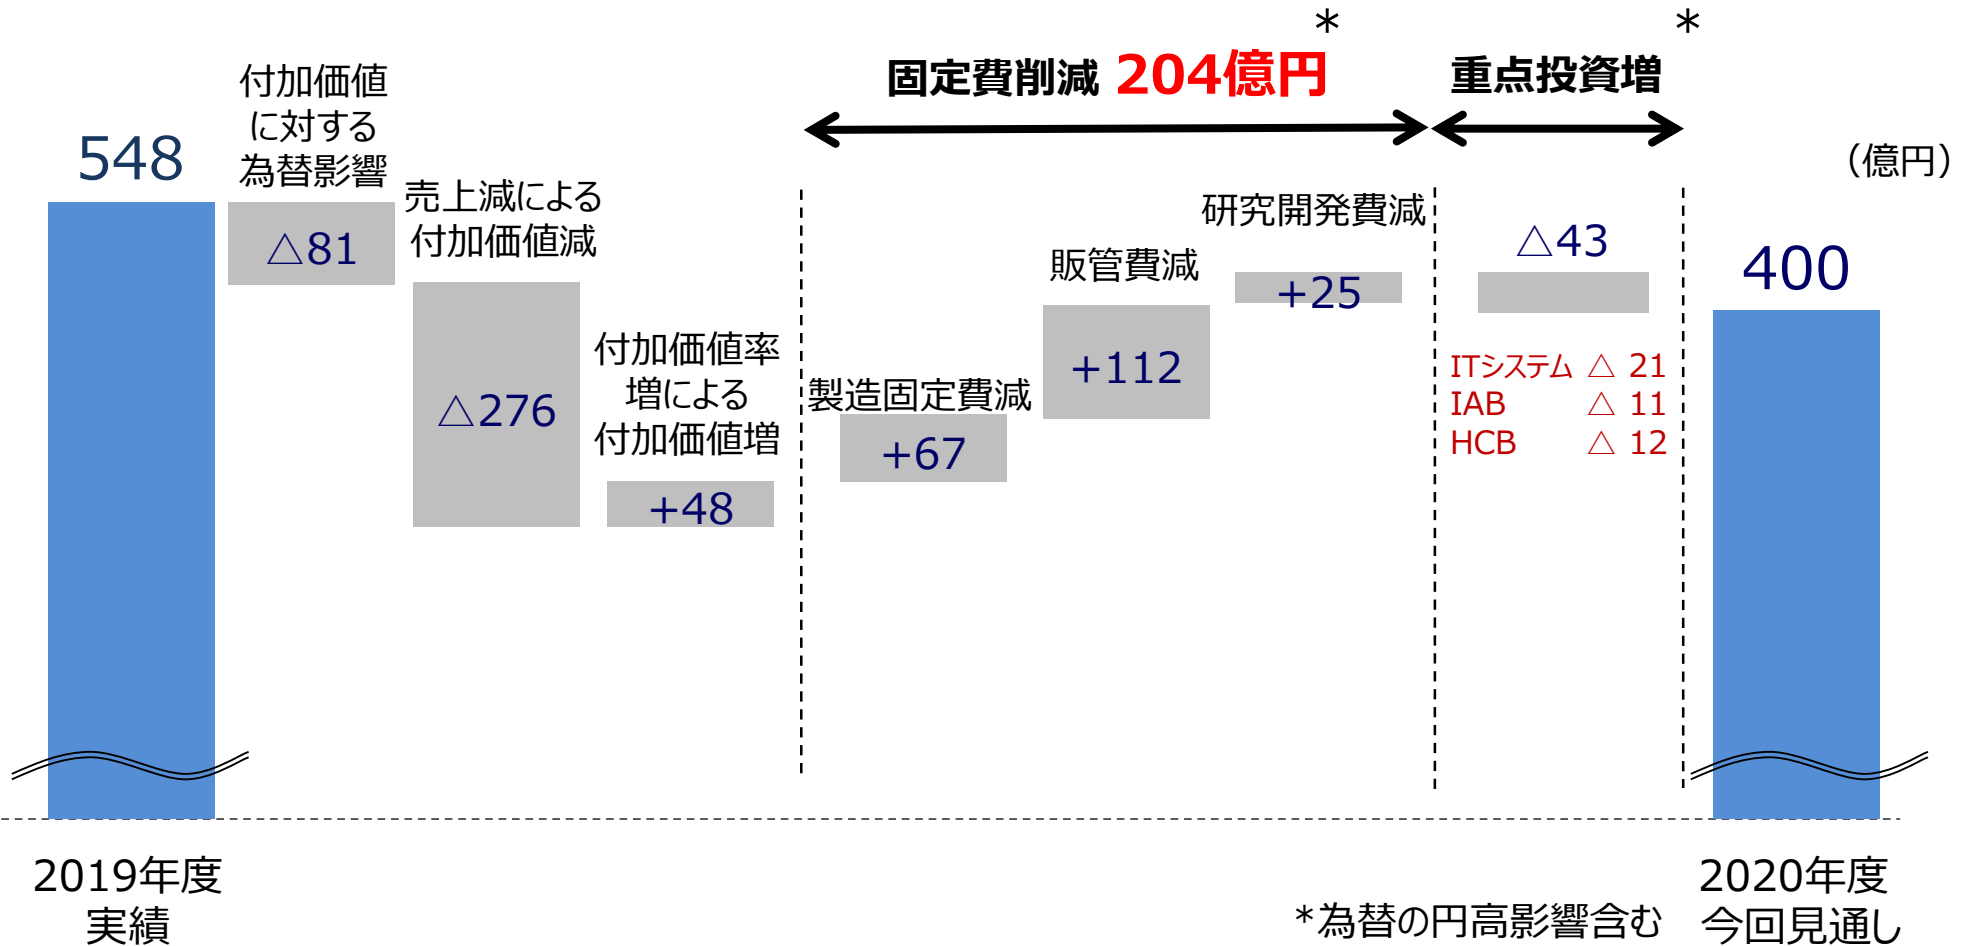 *
*
固定費削減 204億円
重点投資増
(億円)
548
付加価値
に対する
為替影響
△81
売上減による
付加価値減
△276
付加価値率
増による
付加価値増
+48
製造固定費減
+67
販管費減
+112
研究開発費減
+25
△43
ITシステム △ 21
IAB △ 11
HCB △ 12
400
2019年度
実績
*為替の円高影響含む
2020年度
今回見通し